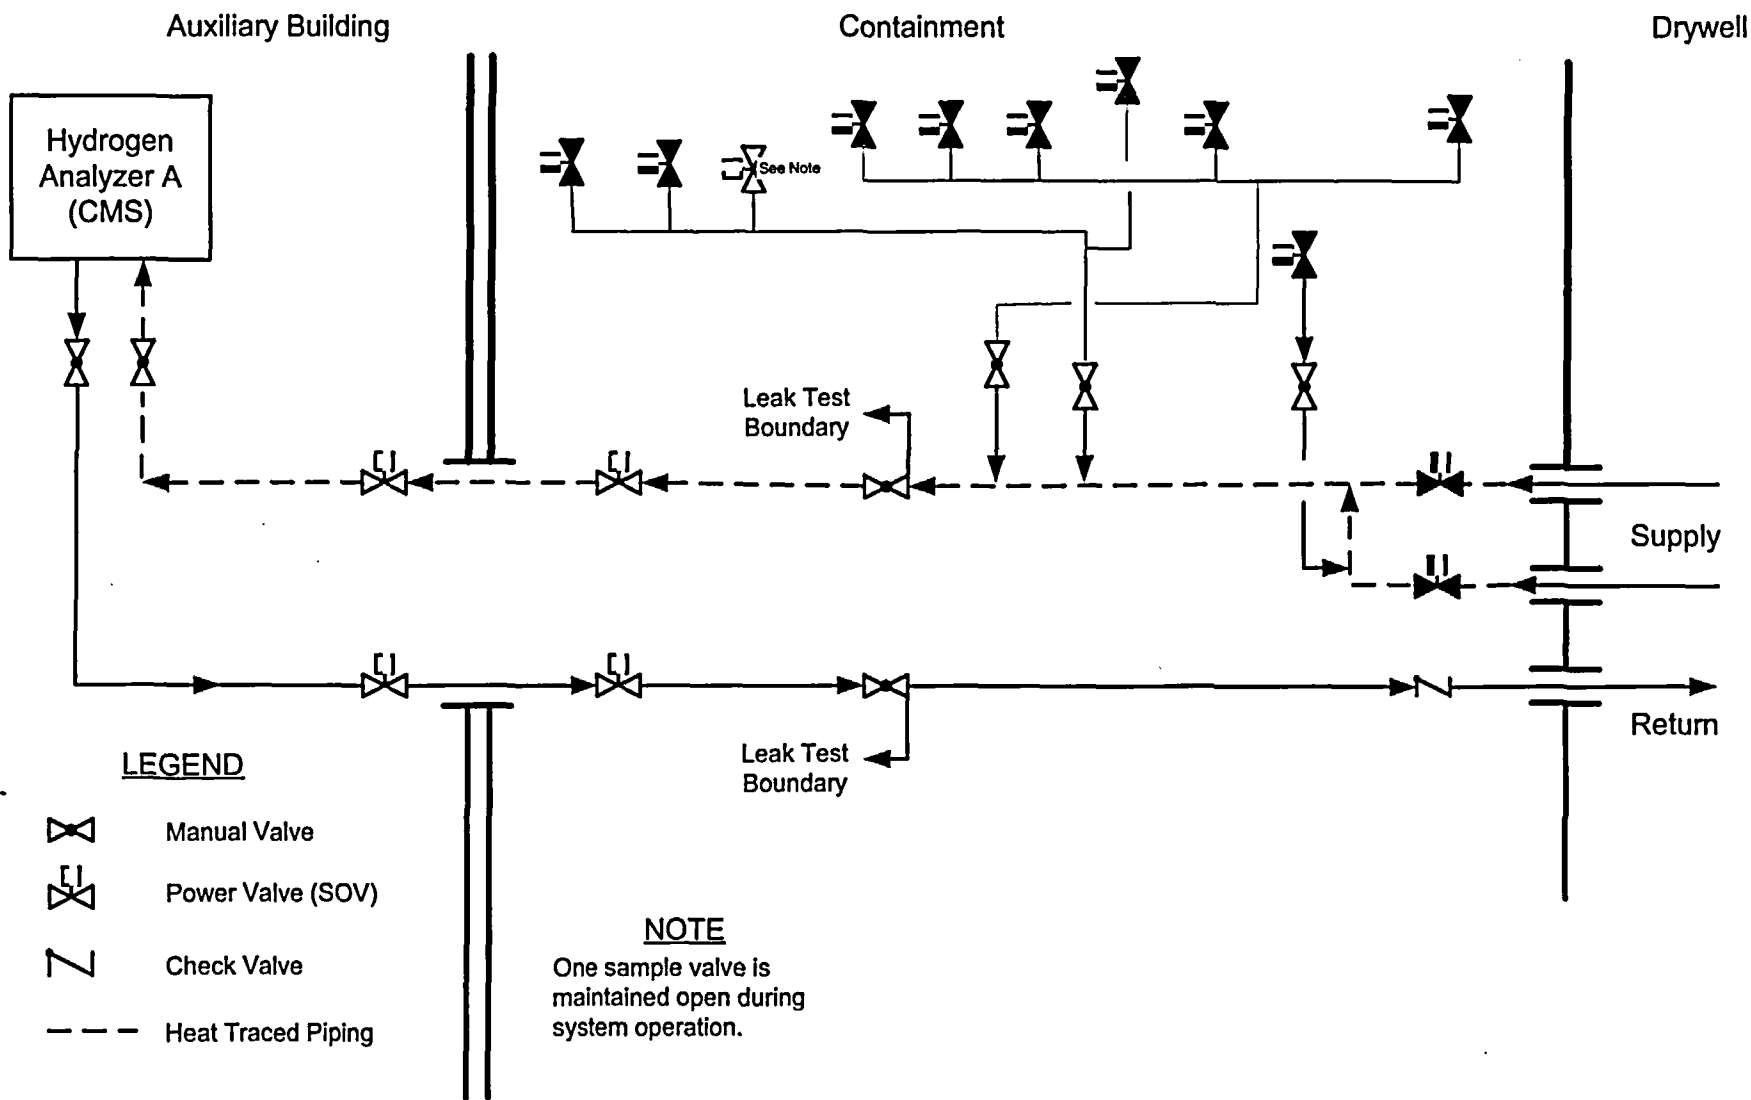 Auxiliary Building
Containment
Drywell
Hydrogen
Analyzer A
(CMS)
See Note
Leak Test
Boundary
Supply
Return
Leak Test
Boundary
LEGEND
Manual Valve
Power Valve (SOV)
Check Valve
Heat Traced Piping
NOTE
One sample valve is
maintained open during
system operation.